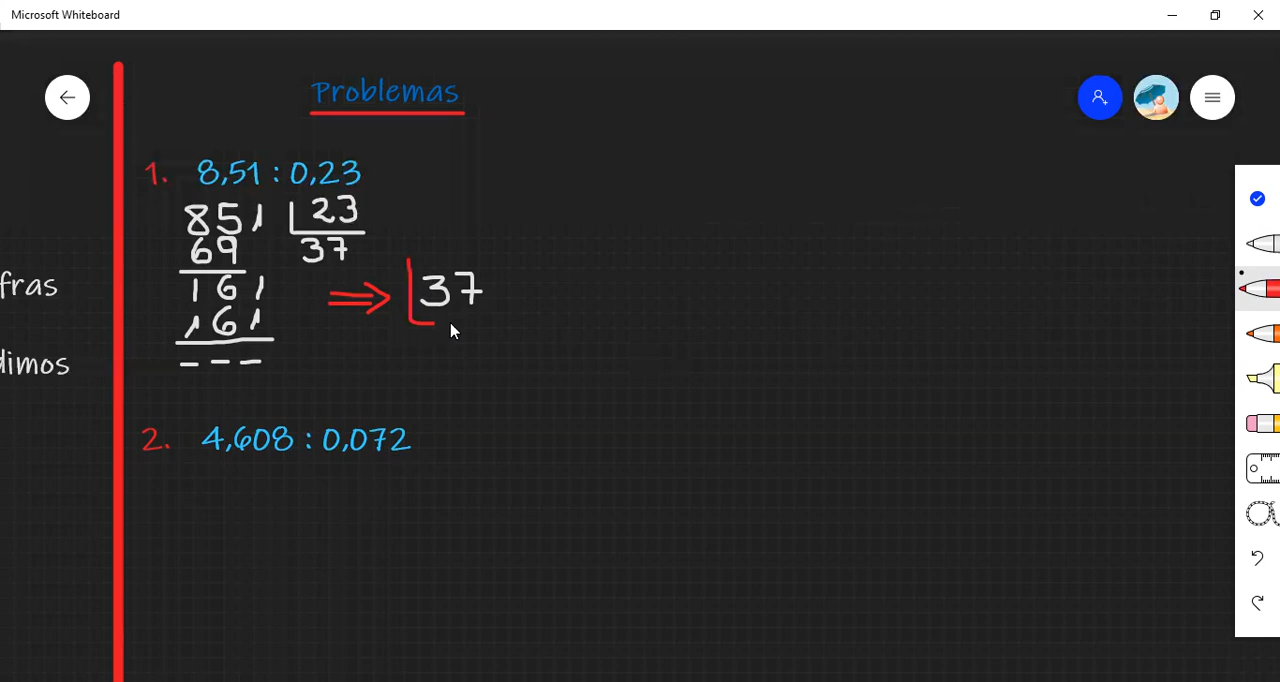 Microsoft Whiteboard
Problemas
1. 8,51 : 0,23
851 23
69 37
161 ⇒ 37
fras
161
---
dimos
2. 4,608 : 0,072